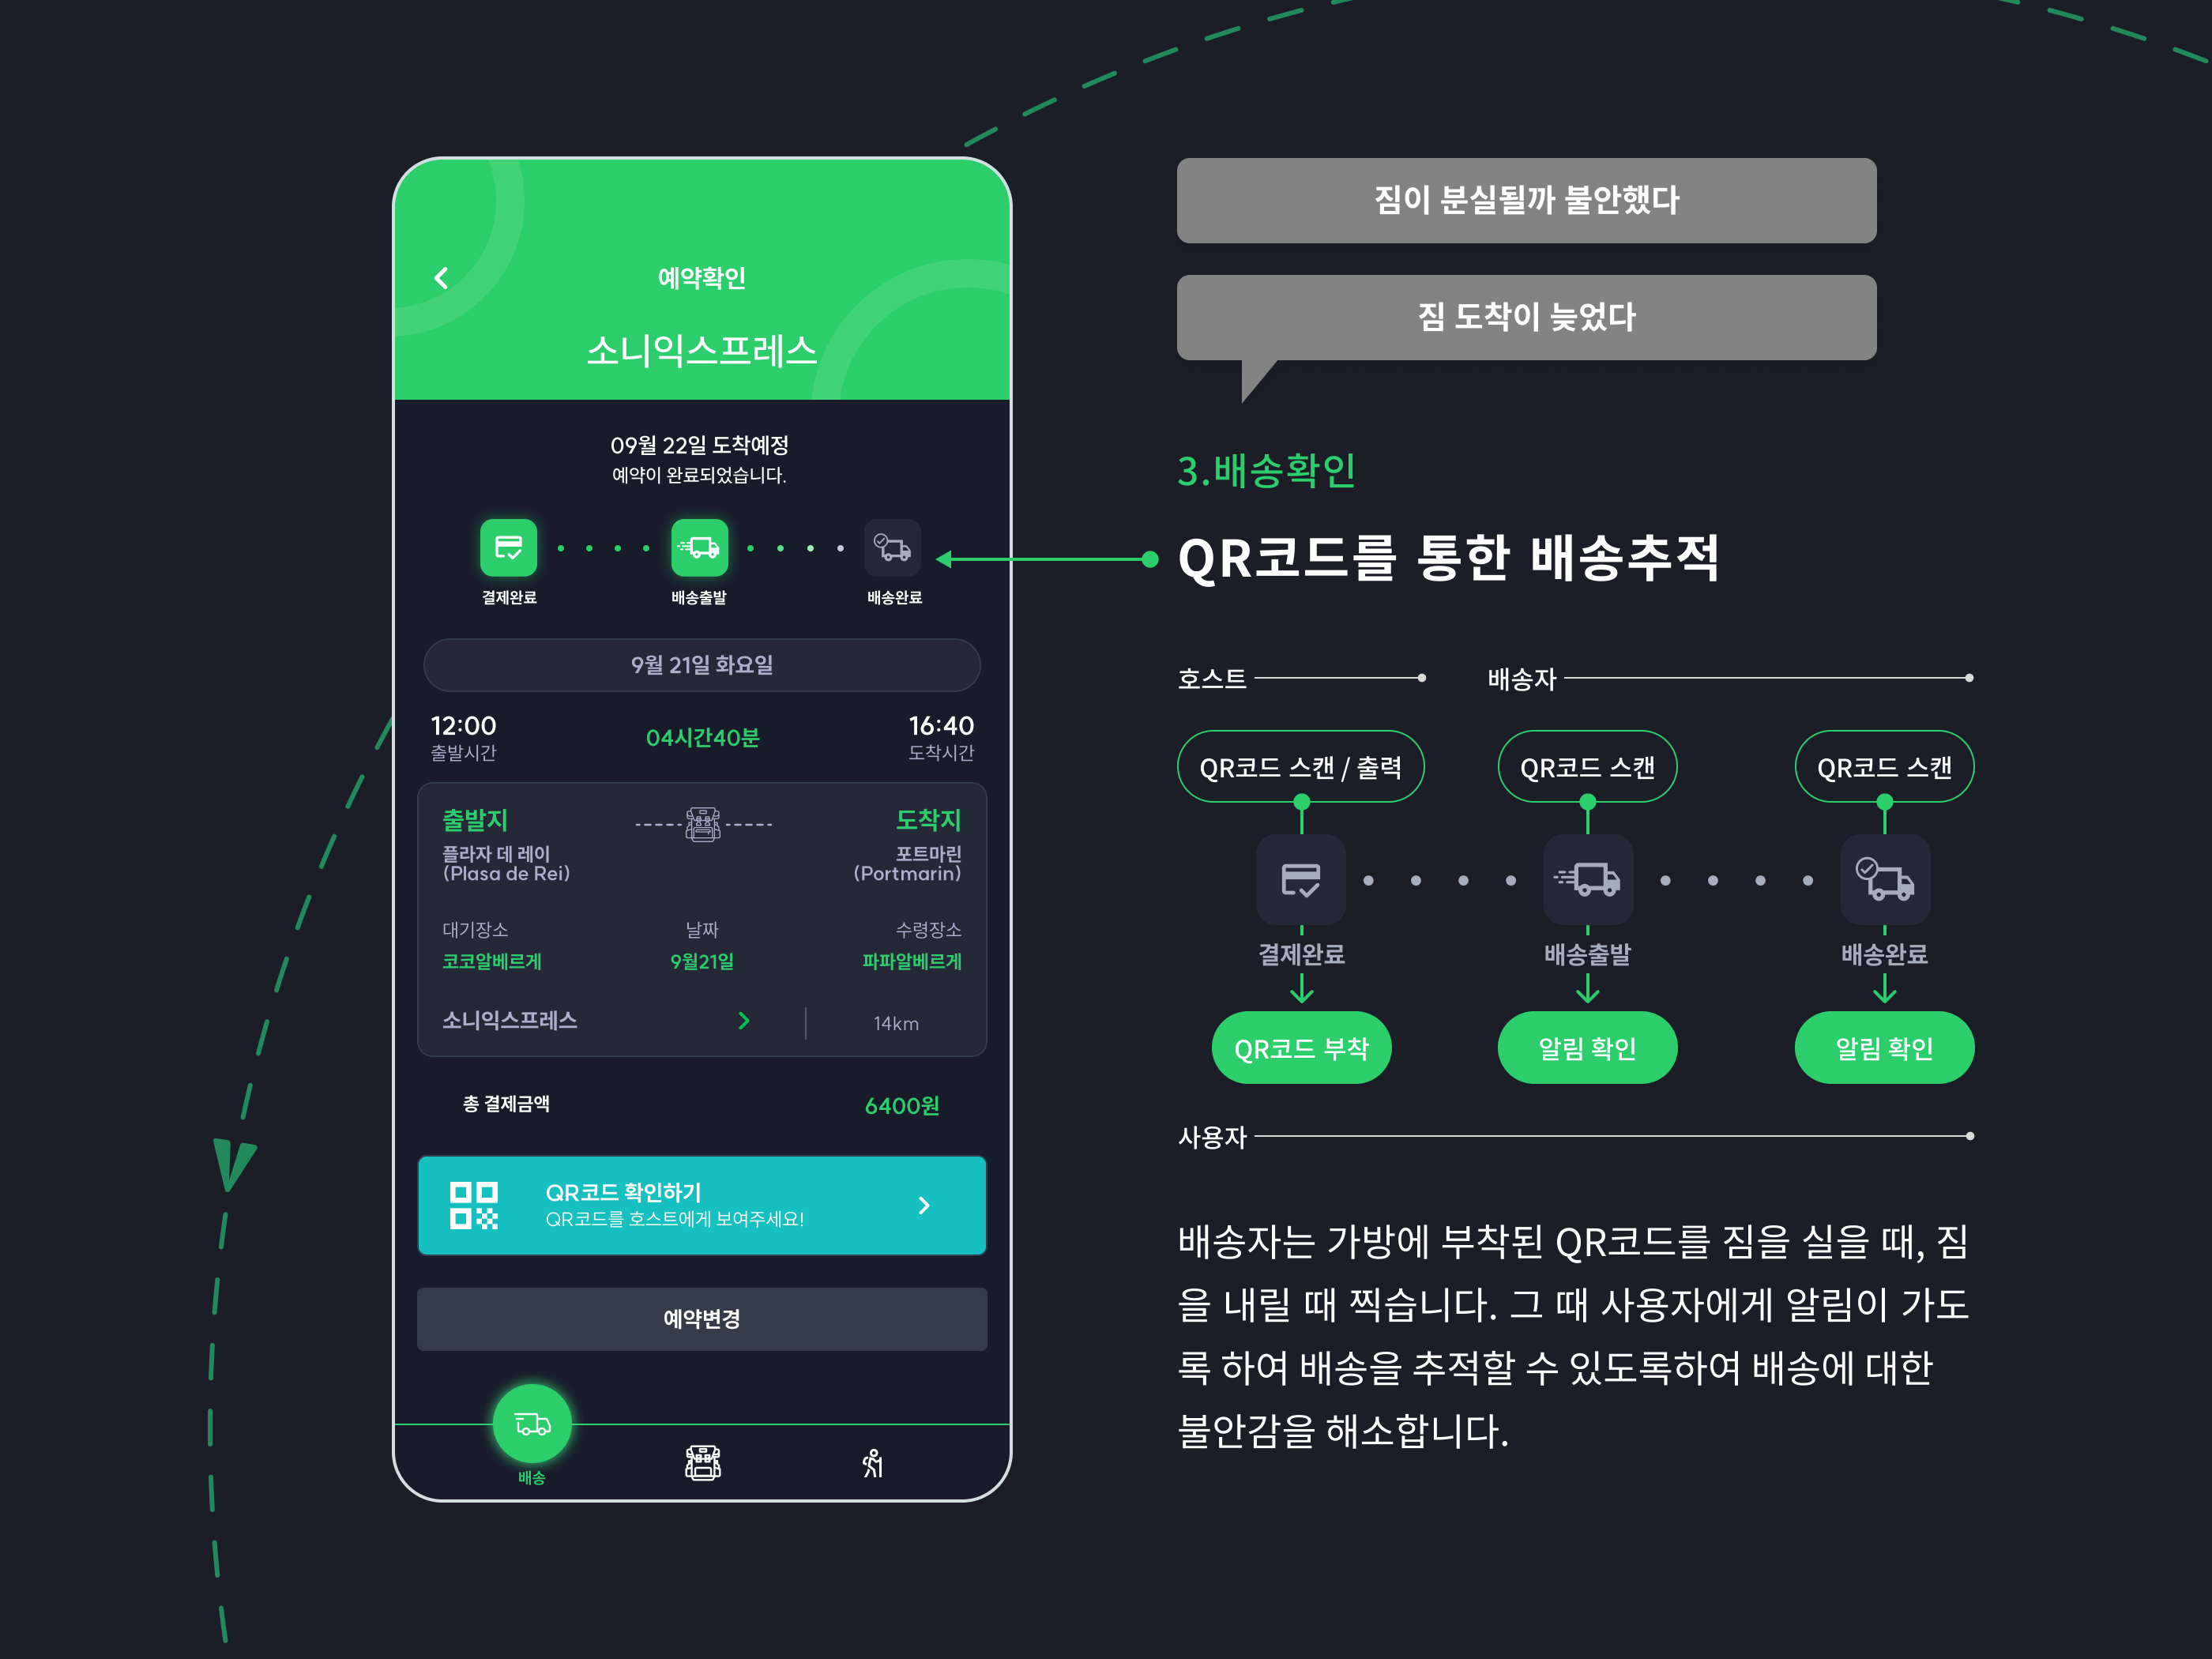 예약확인
소니익스프레스
09월 22일 도착예정
예약이 완료되었습니다.
결제완료 배송출발 배송완료
9월 21일 화요일
12:00 04시간40분 16:40
출발시간 도착시간
출발지 도착지
플라자 데 레이 포트마린
(Plasa de Rei) (Portmarin)
대기장소 날짜 수령장소
코코알베르게 9월21일 파파알베르게
소니익스프레스 14km
총 결제금액 6400원
QR코드 확인하기
QR코드를 호스트에게 보여주세요!
예약변경
배송
짐이 분실될까 불안했다
짐 도착이 늦었다
3.배송확인
QR코드를 통한 배송추적
호스트 배송자
QR코드 스캔 / 출력 QR코드 스캔 QR코드 스캔
결제완료 배송출발 배송완료
QR코드 부착 알림 확인 알림 확인
사용자
배송자는 가방에 부착된 QR코드를 짐을 실을 때, 짐
을 내릴 때 찍습니다. 그 때 사용자에게 알림이 가도
록 하여 배송을 추적할 수 있도록하여 배송에 대한
불안감을 해소합니다.